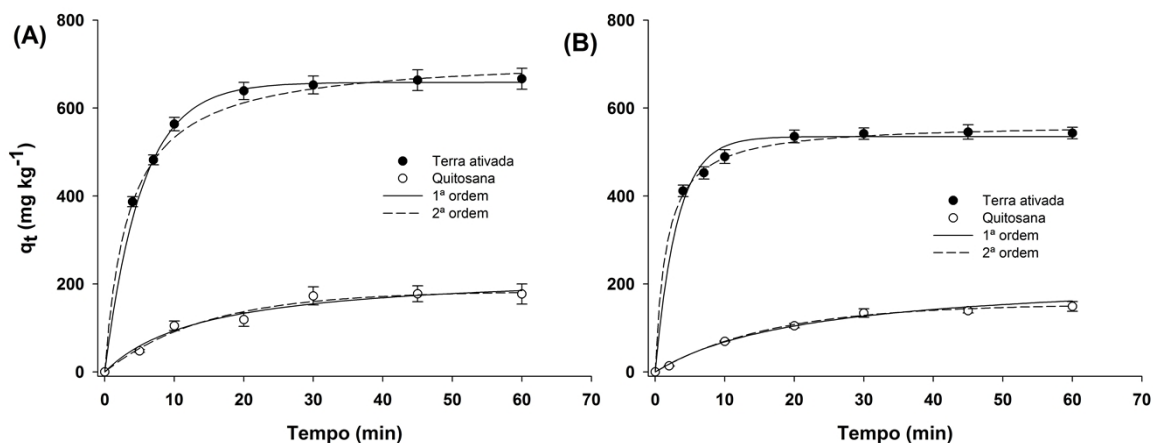 (A)
800
600
400
200
0
qt (mg kg⁻¹)
Terra ativada
Quitosana
1ª ordem
2ª ordem
0 10 20 30 40 50 60 70
Tempo (min)
(B)
800
600
400
200
0
Terra ativada
Quitosana
1ª ordem
2ª ordem
0 10 20 30 40 50 60 70
Tempo (min)